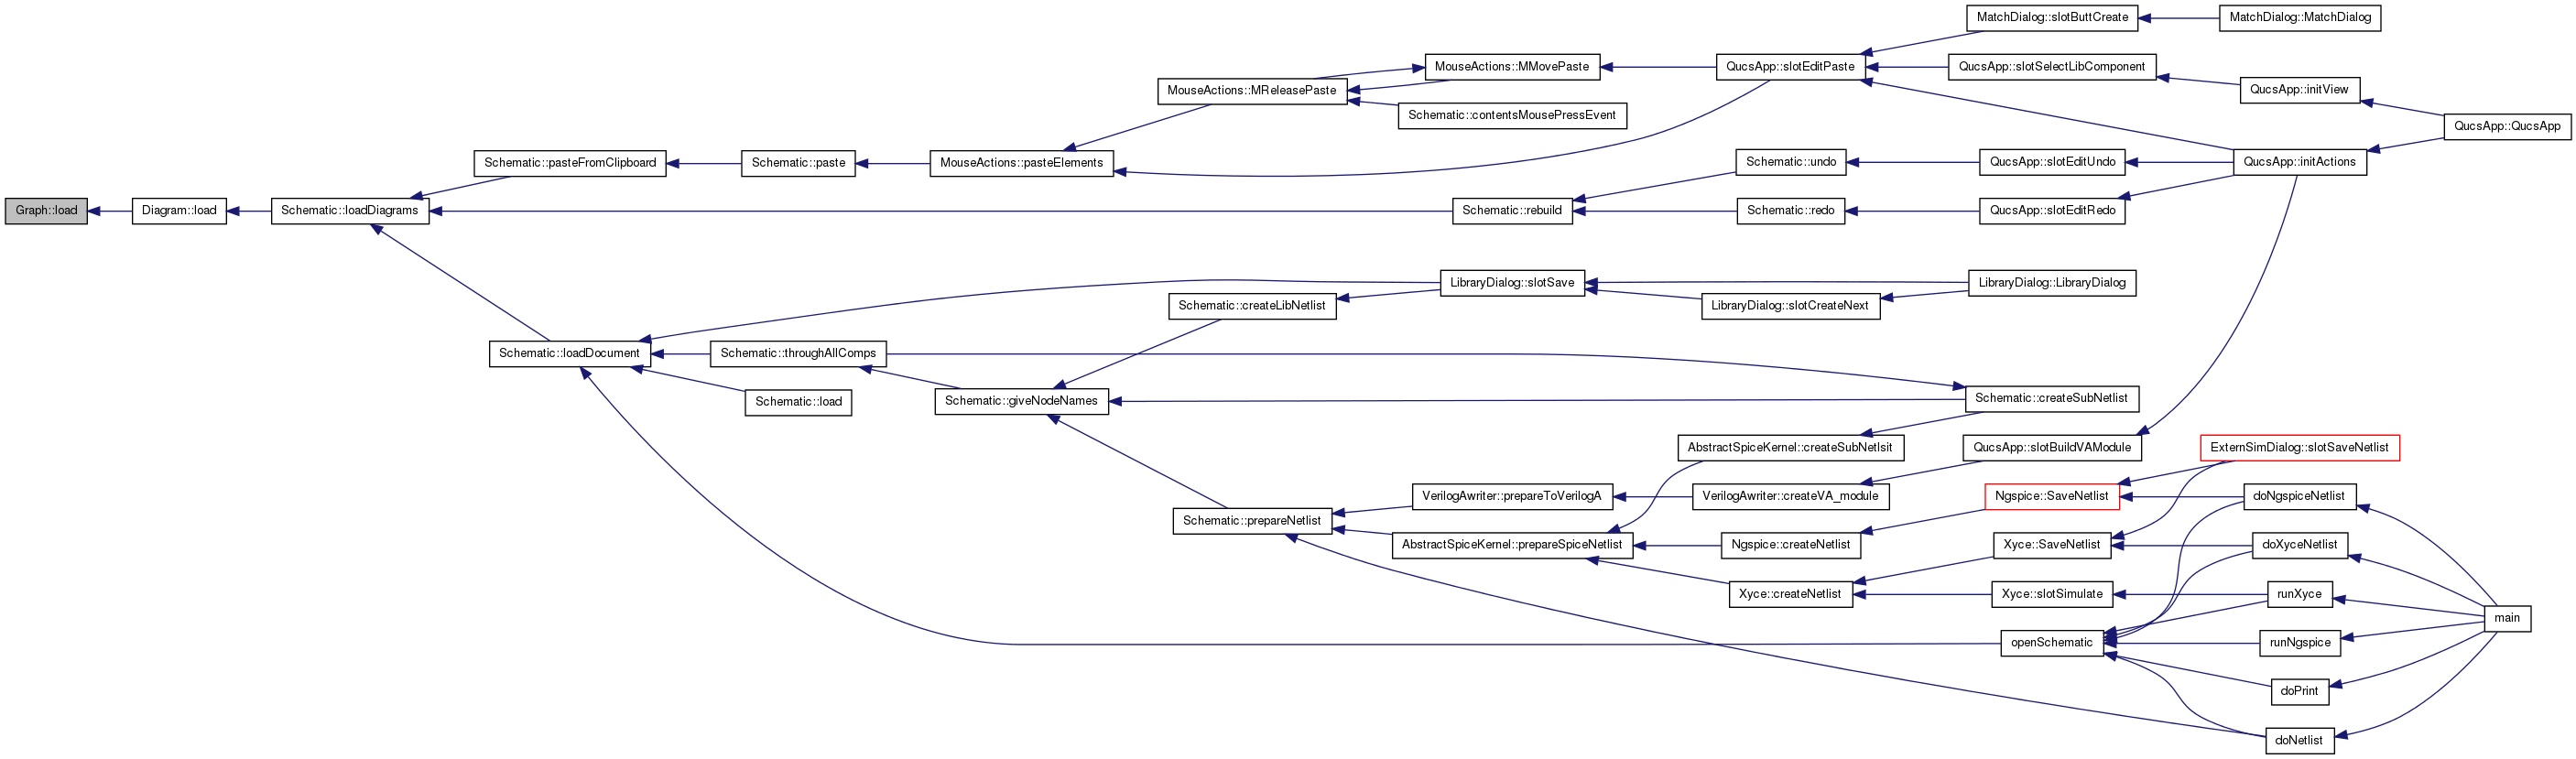 MatchDialog::slotButtCreate
MatchDialog::MatchDialog
MouseActions::MMovePaste
QucsApp::slotEditPaste
QucsApp::slotSelectLibComponent
MouseActions::MReleasePaste
QucsApp::initView
Schematic::contentsMousePressEvent
QucsApp::QucsApp
Schematic::pasteFromClipboard
Schematic::paste
MouseActions::pasteElements
Schematic::undo
QucsApp::slotEditUndo
QucsApp::initActions
Graph::load
Diagram::load
Schematic::loadDiagrams
Schematic::rebuild
Schematic::redo
QucsApp::slotEditRedo
LibraryDialog::slotSave
LibraryDialog::LibraryDialog
Schematic::createLibNetlist
LibraryDialog::slotCreateNext
Schematic::loadDocument
Schematic::throughAllComps
Schematic::load
Schematic::giveNodeNames
Schematic::createSubNetlist
AbstractSpiceKernel::createSubNetlsit
QucsApp::slotBuildVAModule
ExternSimDialog::slotSaveNetlist
VerilogAwriter::prepareToVerilogA
VerilogAwriter::createVA_module
Ngspice::SaveNetlist
doNgspiceNetlist
Schematic::prepareNetlist
AbstractSpiceKernel::prepareSpiceNetlist
Ngspice::createNetlist
Xyce::SaveNetlist
doXyceNetlist
Xyce::createNetlist
Xyce::slotSimulate
runXyce
main
openSchematic
runNgspice
doPrint
doNetlist